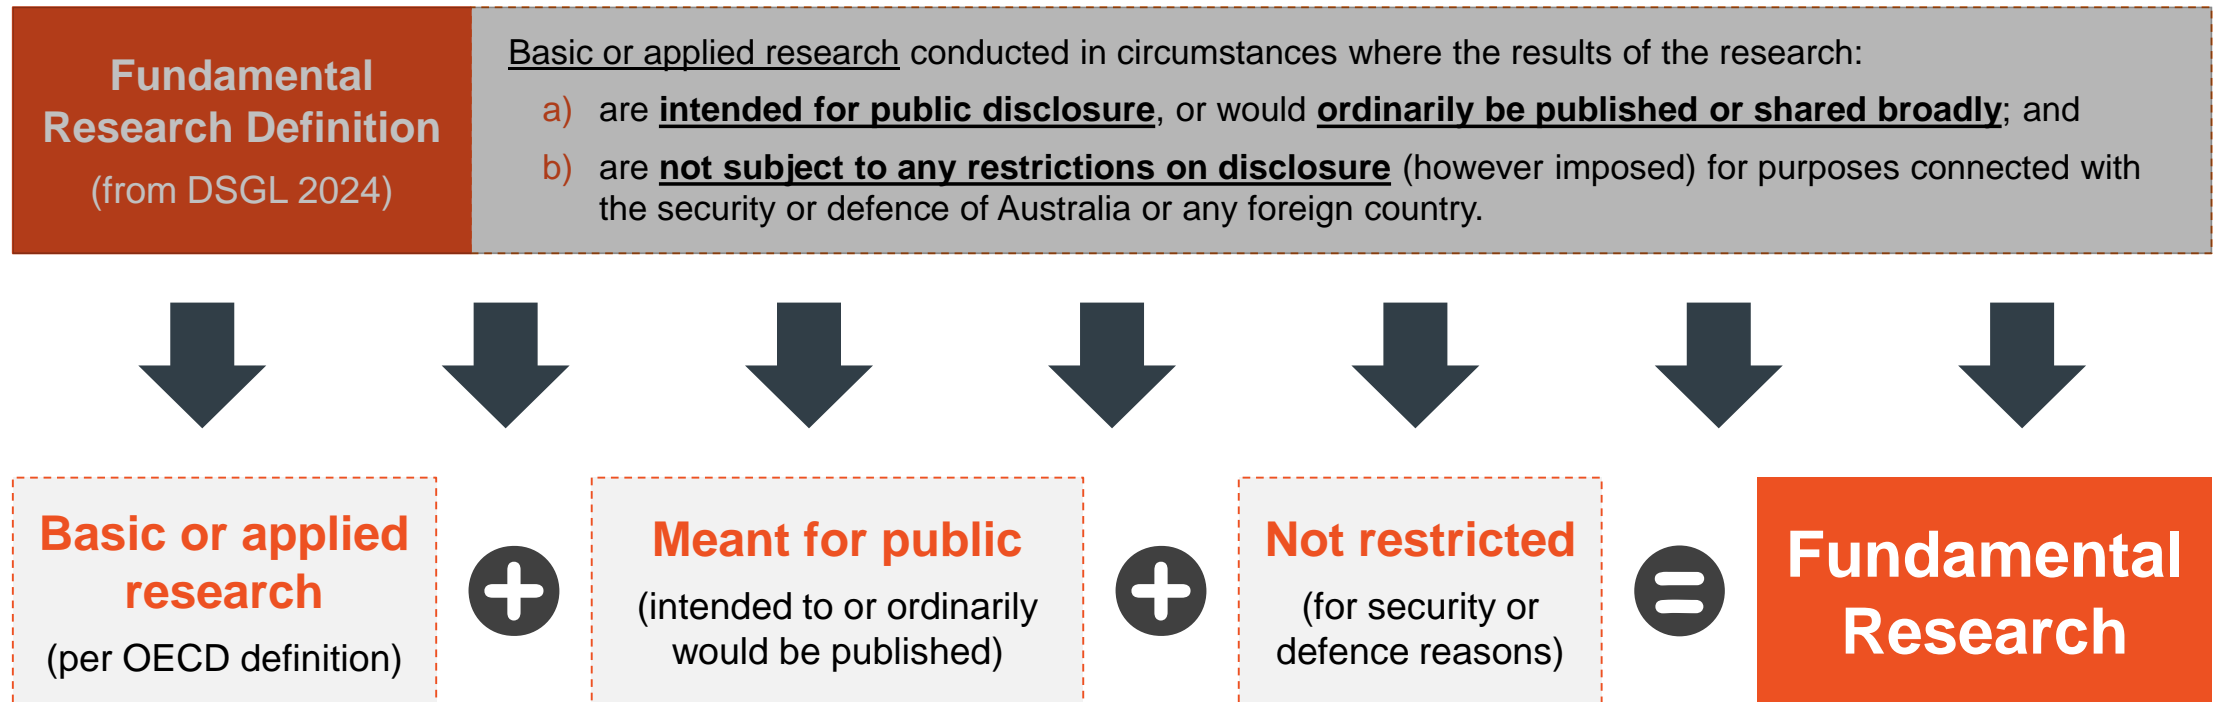 Fundamental
Research Definition
(from DSGL 2024)
Basic or applied research conducted in circumstances where the results of the research:
a) are intended for public disclosure, or would ordinarily be published or shared broadly; and
b) are not subject to any restrictions on disclosure (however imposed) for purposes connected with
the security or defence of Australia or any foreign country.
Basic or applied
research
(per OECD definition)
+
Meant for public
(intended to or ordinarily
would be published)
+
Not restricted
(for security or
defence reasons)
=
Fundamental
Research